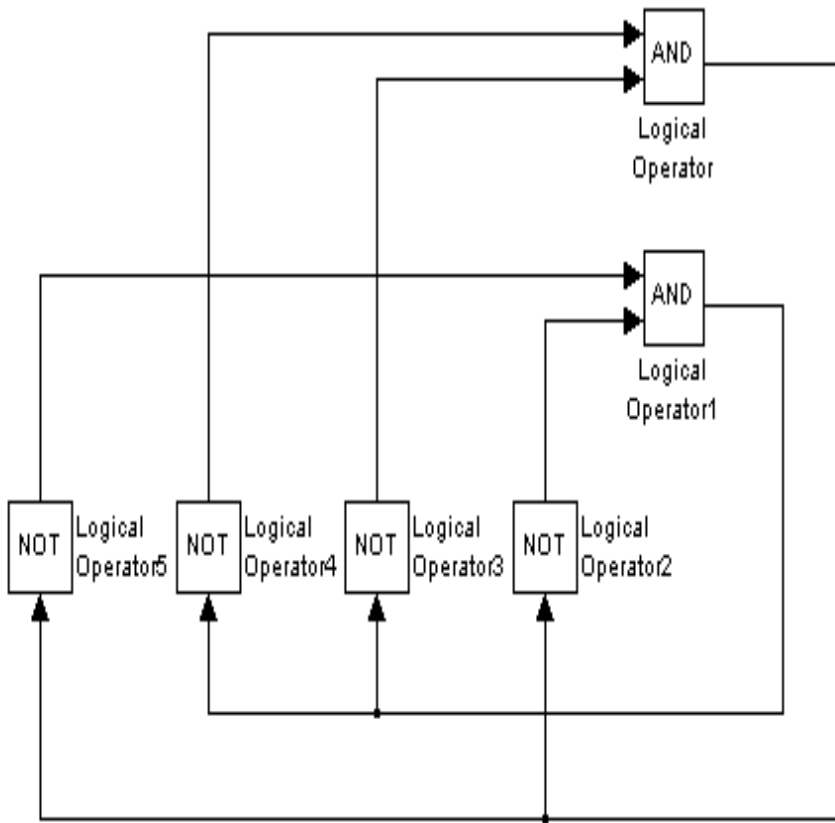 AND
Logical
Operator
AND
Logical
Operator1
NOT
Logical
Operator5
NOT
Logical
Operator4
NOT
Logical
Operator3
NOT
Logical
Operator2